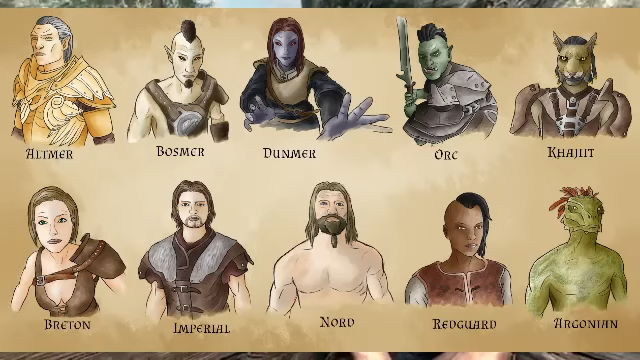 Altmer
Bosmer
Dunmer
Orc
Khajiit
Breton
Imperial
Nord
Redguard
Argonian